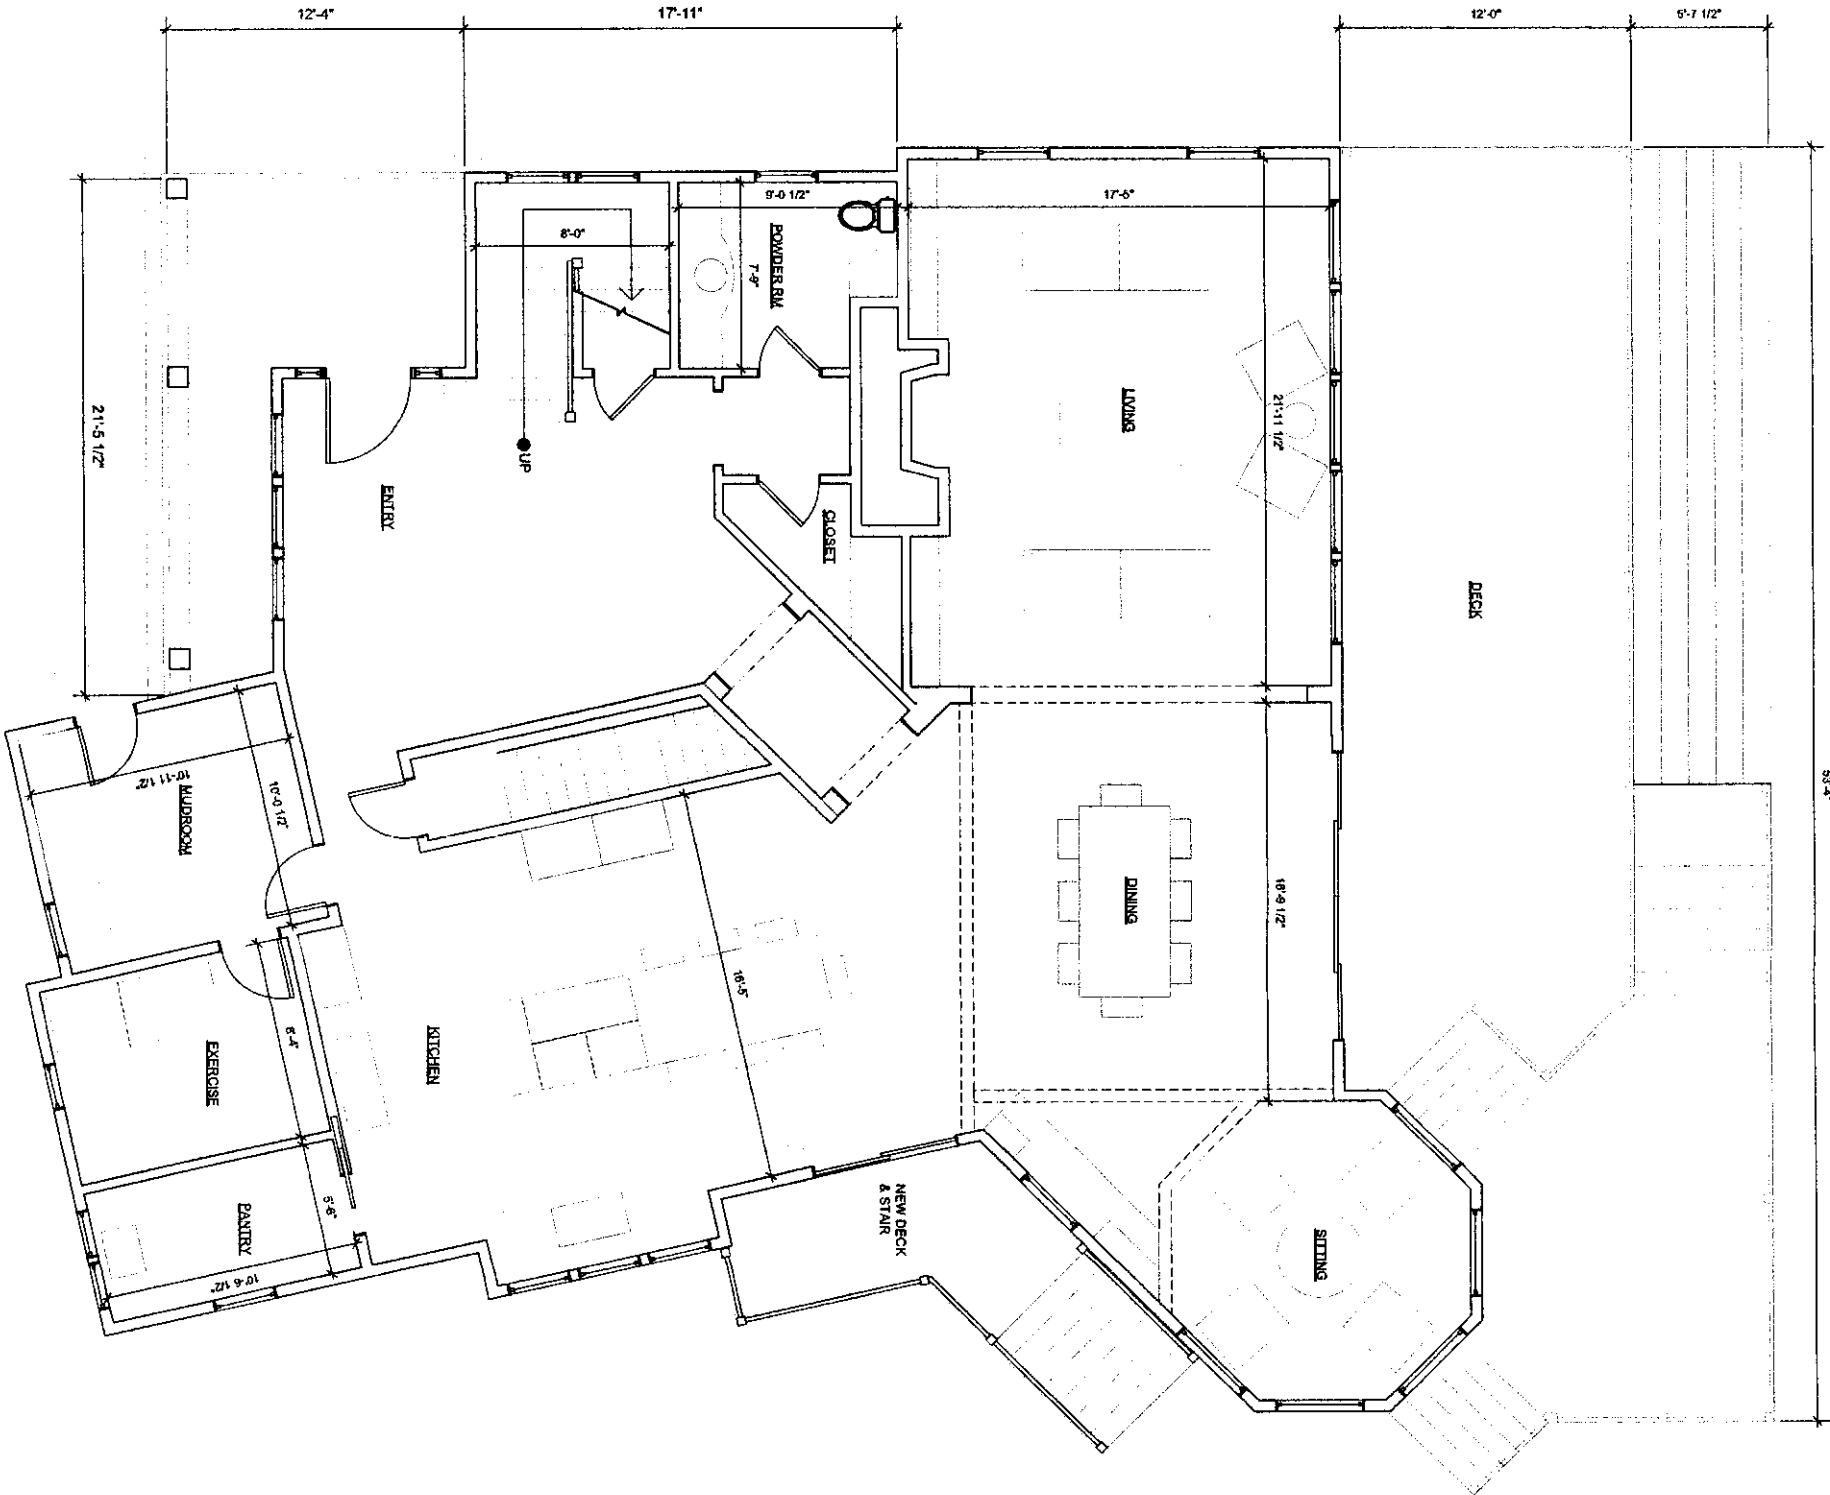 12'-4"
17'-11"
12'-0"
5'-7 1/2"
9'-0 1/2"
17'-5"
8'-0"
POWDER RM
7'-9"
21'-5 1/2"
LIVING
21'-11 1/2"
UP
ENTRY
CLOSET
DECK
10'-11 1/2"
MUDROOM
10'-0 1/2"
DINING
18'-9 1/2"
16'-5"
KITCHEN
EXERCISE
8'-4"
PANTRY
5'-6"
10'-6 1/2"
NEW DECK
& STAIR
SITTING